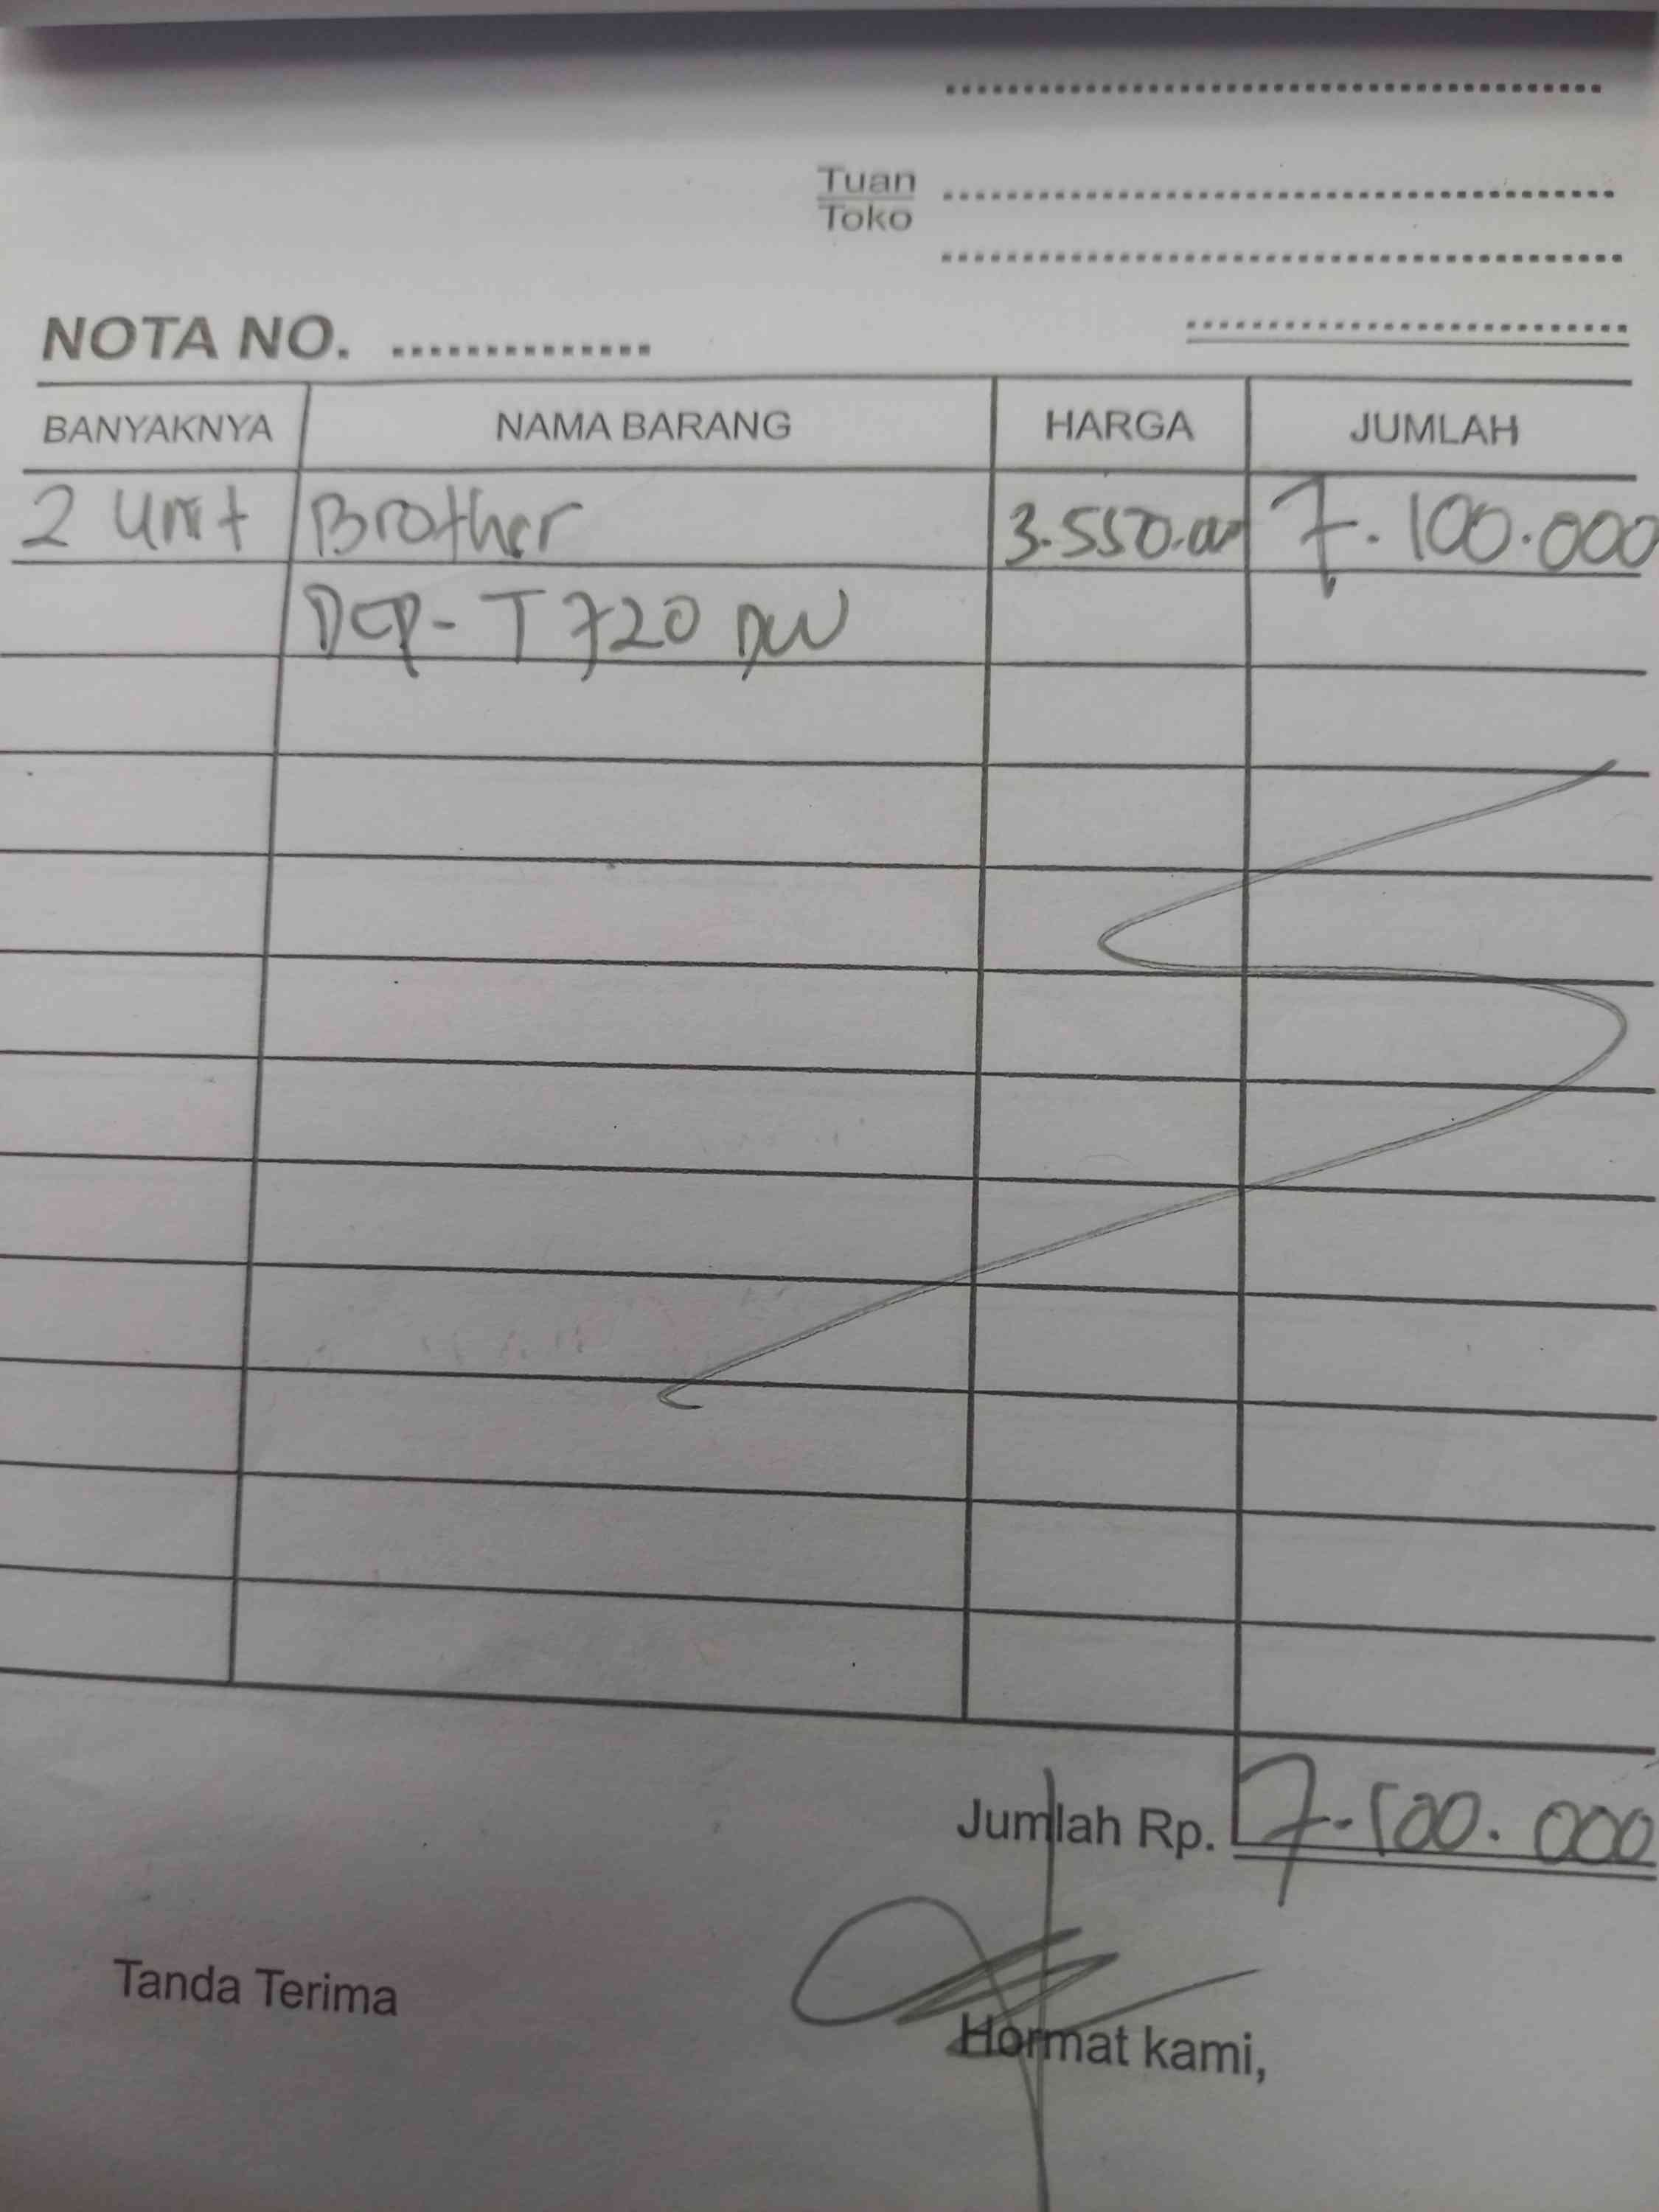 Tuan
Toko
NOTA NO.
BANYAKNYA NAMA BARANG HARGA JUMLAH
2 unit Brother 3.550.000 7.100.000
DCP-T720 DW
Jumlah Rp. 7.100.000
Tanda Terima
Hormat kami,